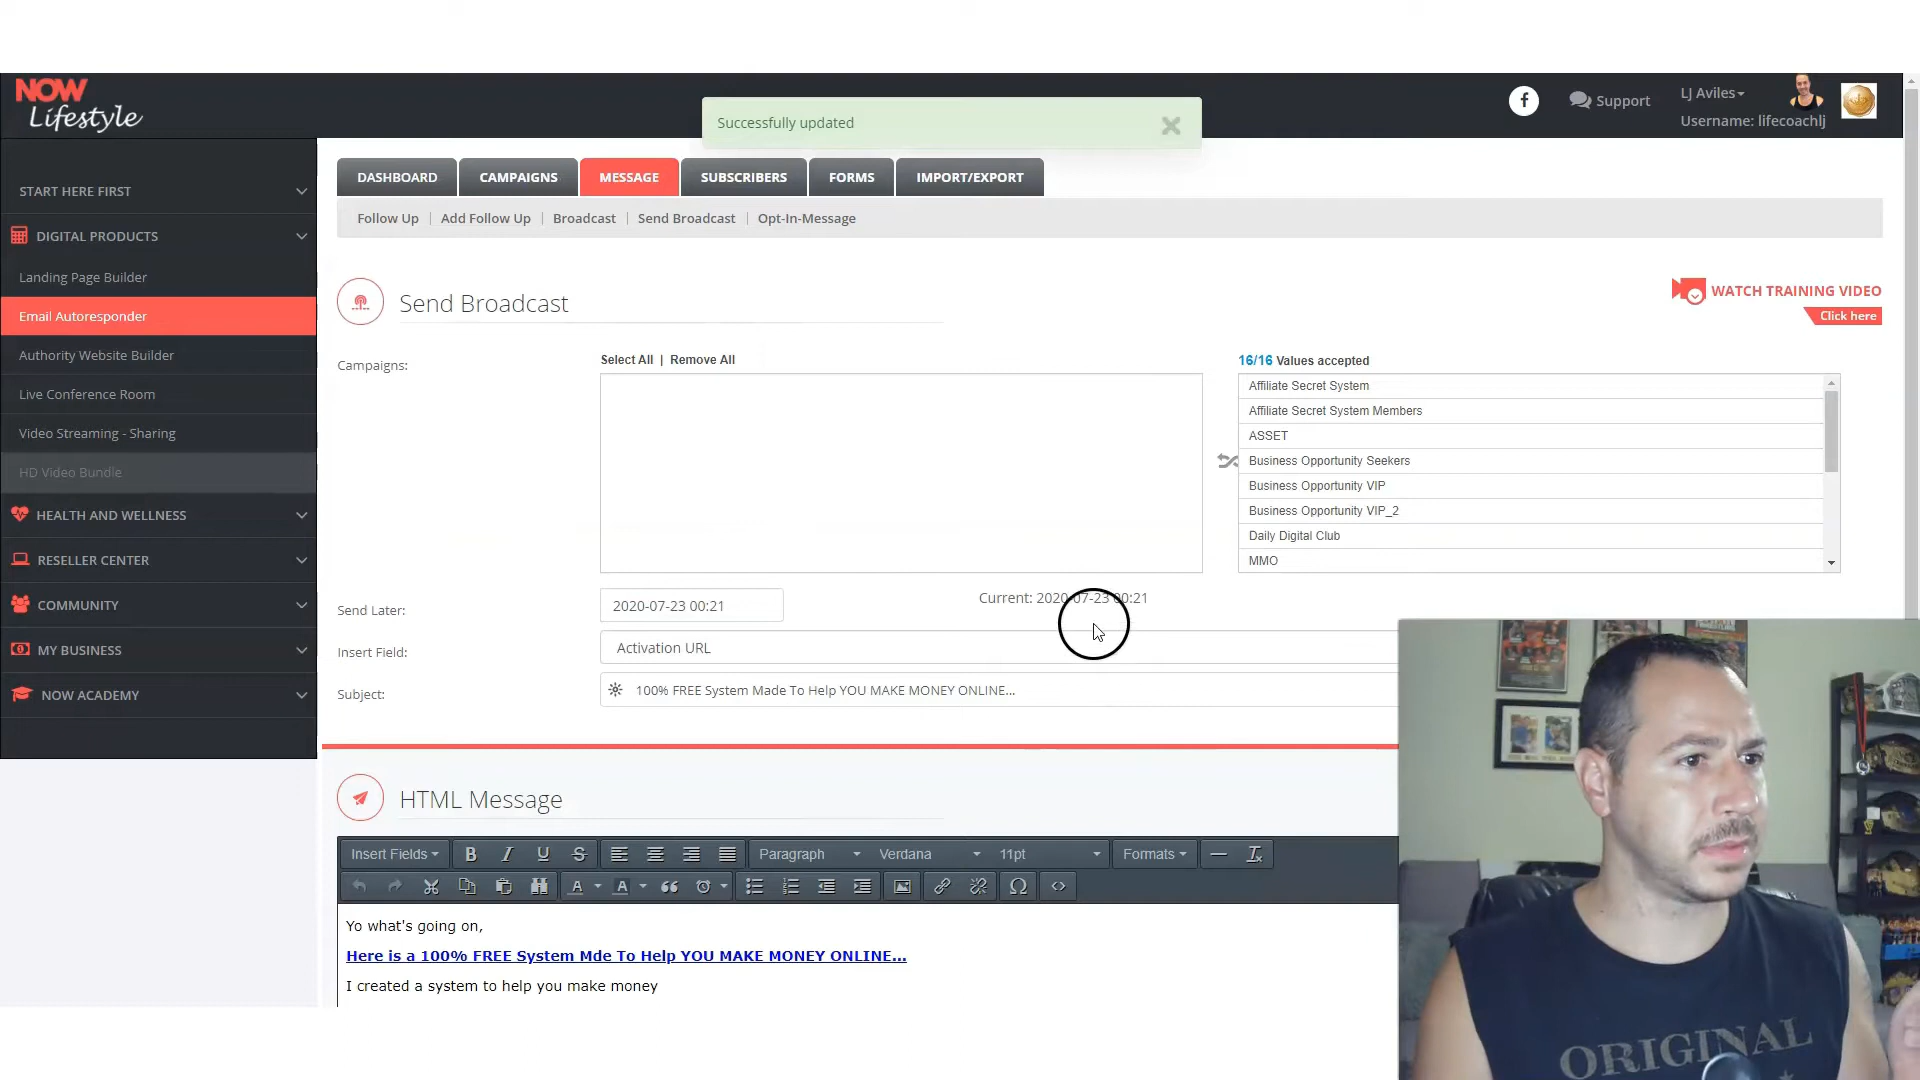 NOW
Lifestyle
Support
LJ Aviles
Username: lifecoachlj
Successfully updated
START HERE FIRST
DIGITAL PRODUCTS
Landing Page Builder
Email Autoresponder
Authority Website Builder
Live Conference Room
Video Streaming - Sharing
HD Video Bundle
HEALTH AND WELLNESS
RESELLER CENTER
COMMUNITY
MY BUSINESS
NOW ACADEMY
DASHBOARD CAMPAIGNS MESSAGE SUBSCRIBERS FORMS IMPORT/EXPORT
Follow Up | Add Follow Up | Broadcast | Send Broadcast | Opt-In-Message
Send Broadcast
WATCH TRAINING VIDEO
Click here
Campaigns:
Select All | Remove All
16/16 Values accepted
Affiliate Secret System
Affiliate Secret System Members
ASSET
Business Opportunity Seekers
Business Opportunity VIP
Business Opportunity VIP_2
Daily Digital Club
MMO
Send Later:
2020-07-23 00:21
Current: 2020-07-23 00:21
Insert Field:
Activation URL
Subject:
100% FREE System Made To Help YOU MAKE MONEY ONLINE...
HTML Message
Insert Fields B I U S Paragraph Verdana 11pt Formats
Yo what's going on,
Here is a 100% FREE System Mde To Help YOU MAKE MONEY ONLINE...
I created a system to help you make money
ORIGINAL